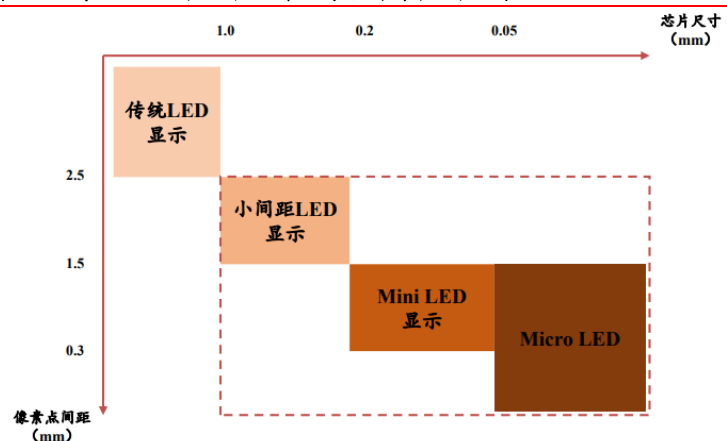 1.0
0.2
0.05
芯片尺寸
（mm）
传统LED
显示
2.5
小间距LED
显示
1.5
Mini LED
显示
Micro LED
0.3
像素点间距
（mm）